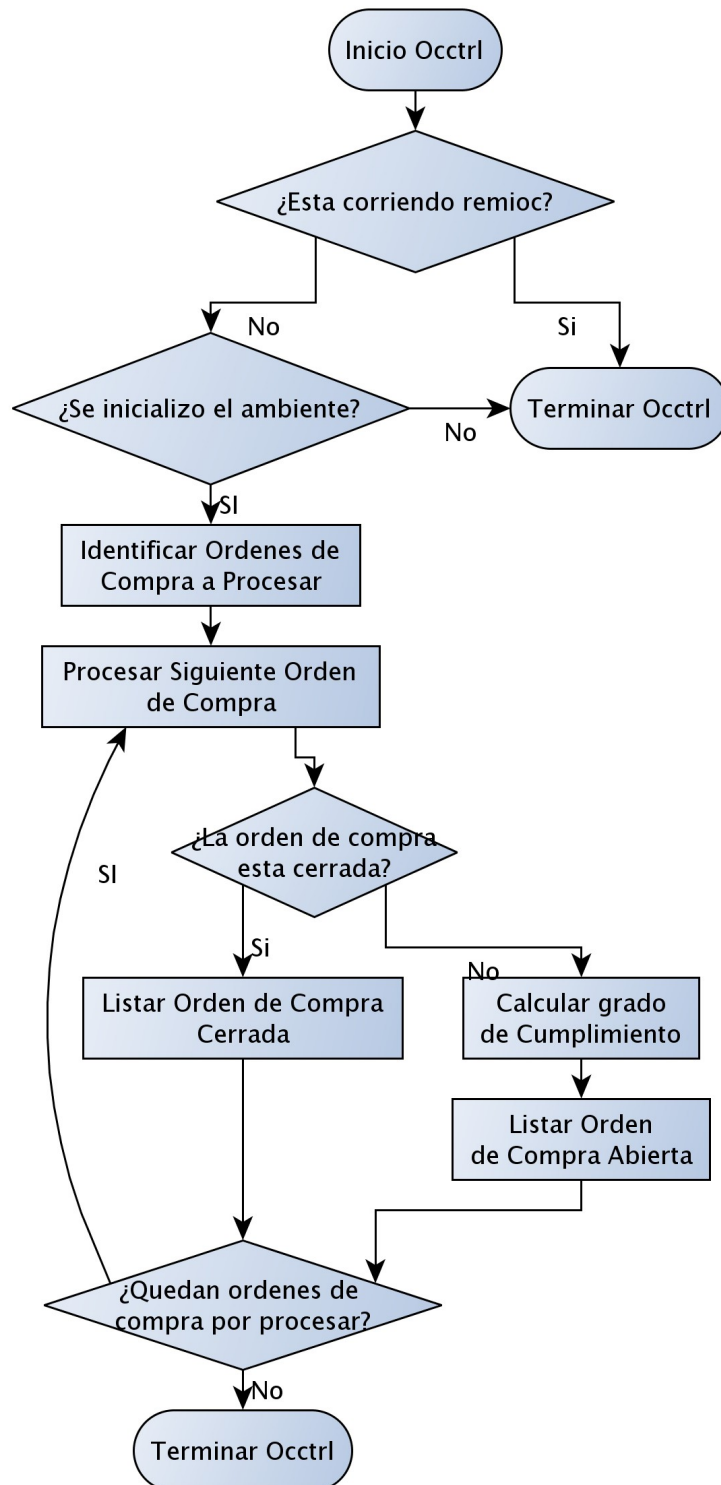 Inicio Occtrl
¿Esta corriendo remioc?
No
Si
¿Se inicializo el ambiente?
No
Terminar Occtrl
SI
Identificar Ordenes de
Compra a Procesar
Procesar Siguiente Orden
de Compra
¿La orden de compra
esta cerrada?
SI
Si
No
Listar Orden de Compra
Cerrada
Calcular grado
de Cumplimiento
Listar Orden
de Compra Abierta
¿Quedan ordenes de
compra por procesar?
No
Terminar Occtrl